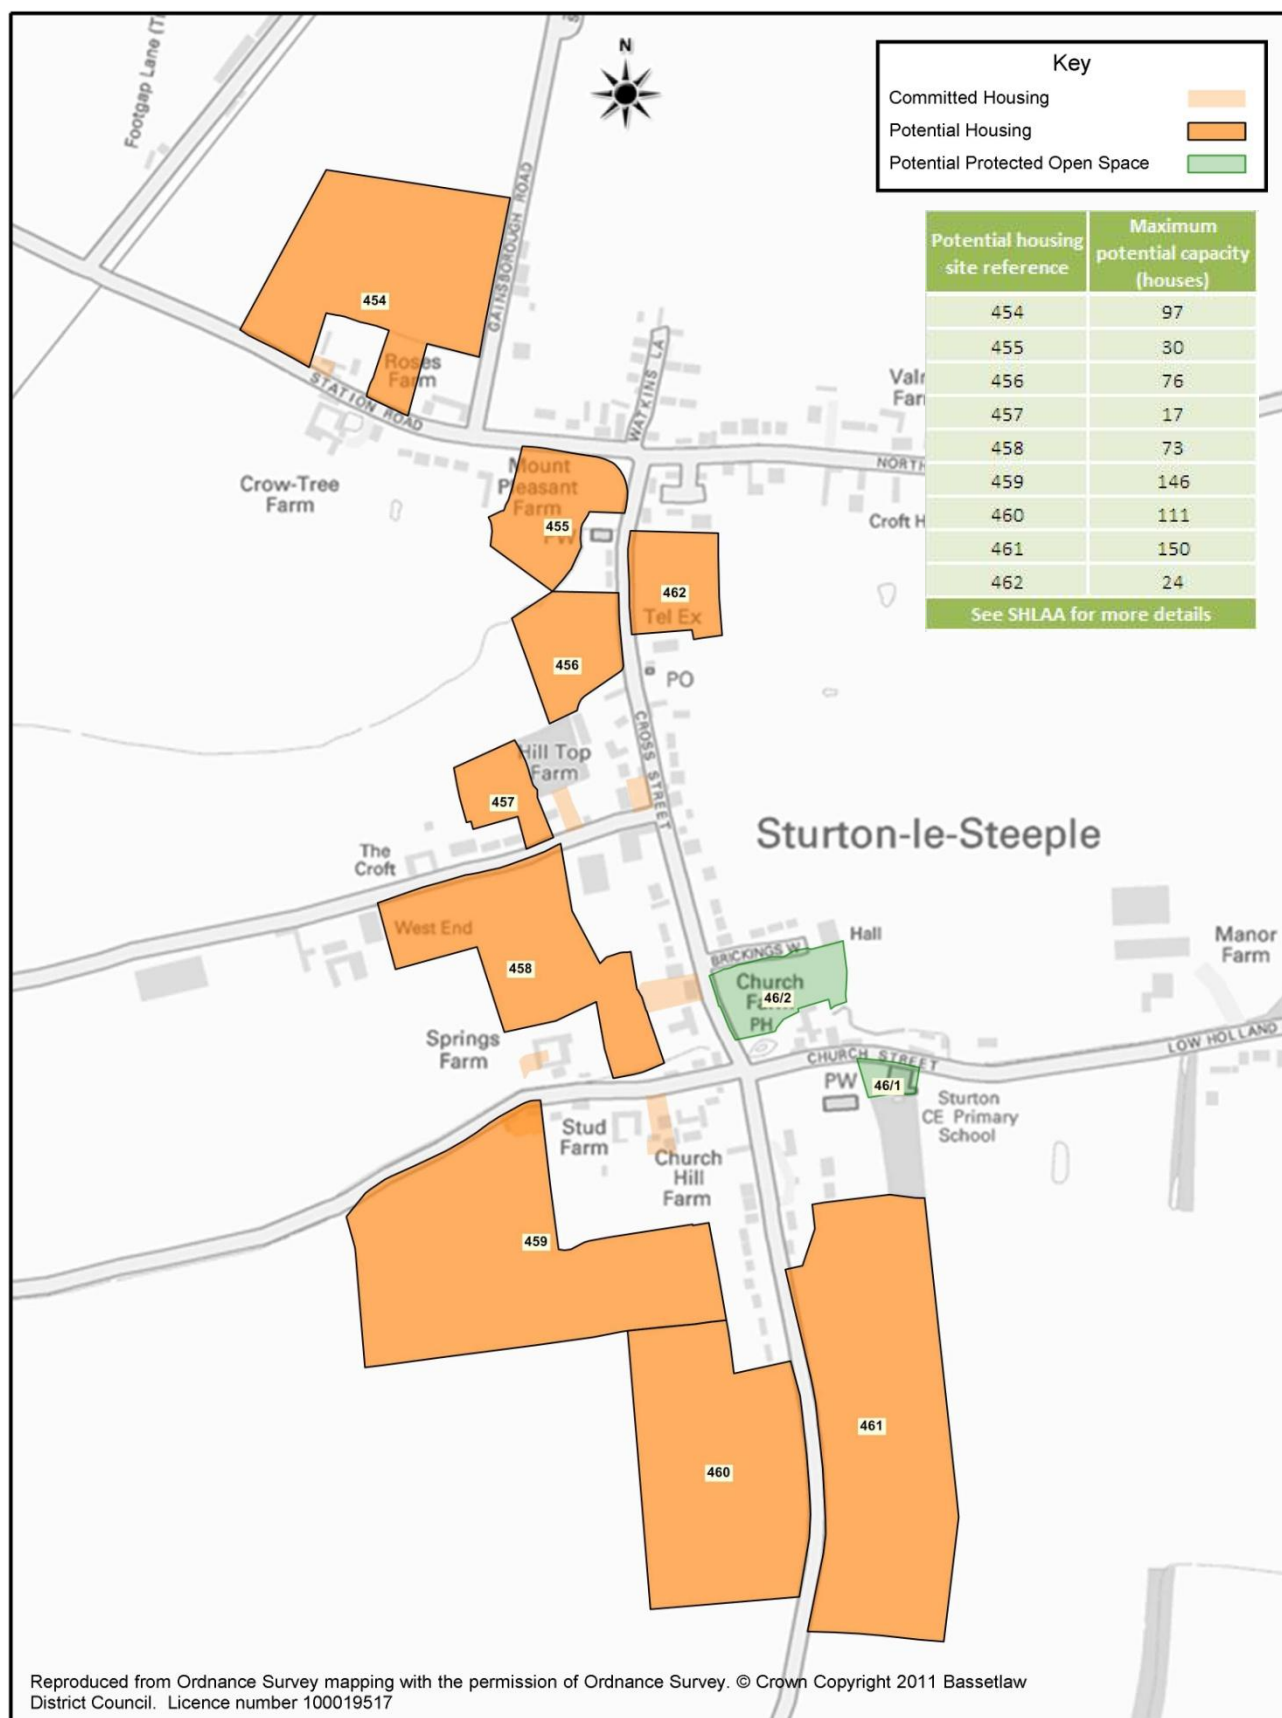 Footgap Lane (T
N
Key
Committed Housing
Potential Housing
Potential Protected Open Space
Potential housing site reference
Maximum potential capacity (houses)
454 97
455 30
456 76
457 17
458 73
459 146
460 111
461 150
462 24
See SHLAA for more details
GAINSBOROUGH ROAD
454
Roses
Farm
STATION ROAD
WATKINS LA
NORTH
Crow-Tree
Farm
Mount
Pleasant
Farm
455
PW
Croft H
462
Tel Ex
456
PO
CROSS STREET
Hill Top
Farm
457
Sturton-le-Steeple
The
Croft
West End
458
BRICKINGS W
Hall
Church
Farm
46/2
PH
Manor
Farm
Springs
Farm
CHURCH STREET
LOW HOLLAND
PW
46/1
Sturton
CE Primary
School
Stud
Farm
Church
Hill
Farm
459
460
461
Reproduced from Ordnance Survey mapping with the permission of Ordnance Survey. © Crown Copyright 2011 Bassetlaw
District Council. Licence number 100019517